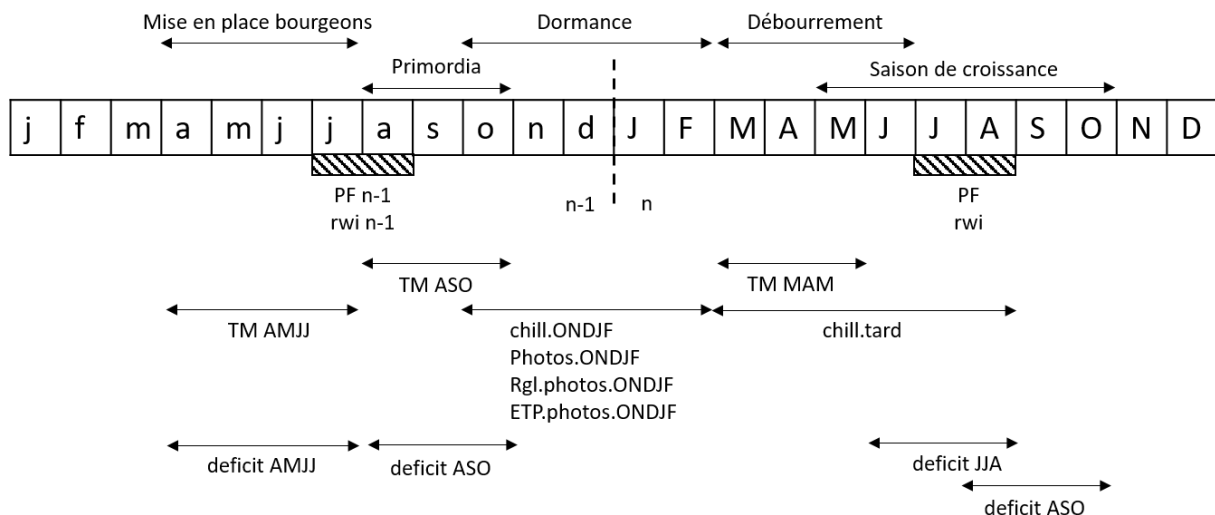 Mise en place bourgeons
Dormance
Débourrement
Primordia
Saison de croissance
j f m a m j j a s o n d J F M A M J J A S O N D
PF n-1
rwi n-1
n-1 n
PF
rwi
TM ASO
TM MAM
TM AMJJ
chill.ONDJF
Photos.ONDJF
Rgl.photos.ONDJF
ETP.photos.ONDJF
chill.tard
deficit AMJJ
deficit ASO
deficit JJA
deficit ASO